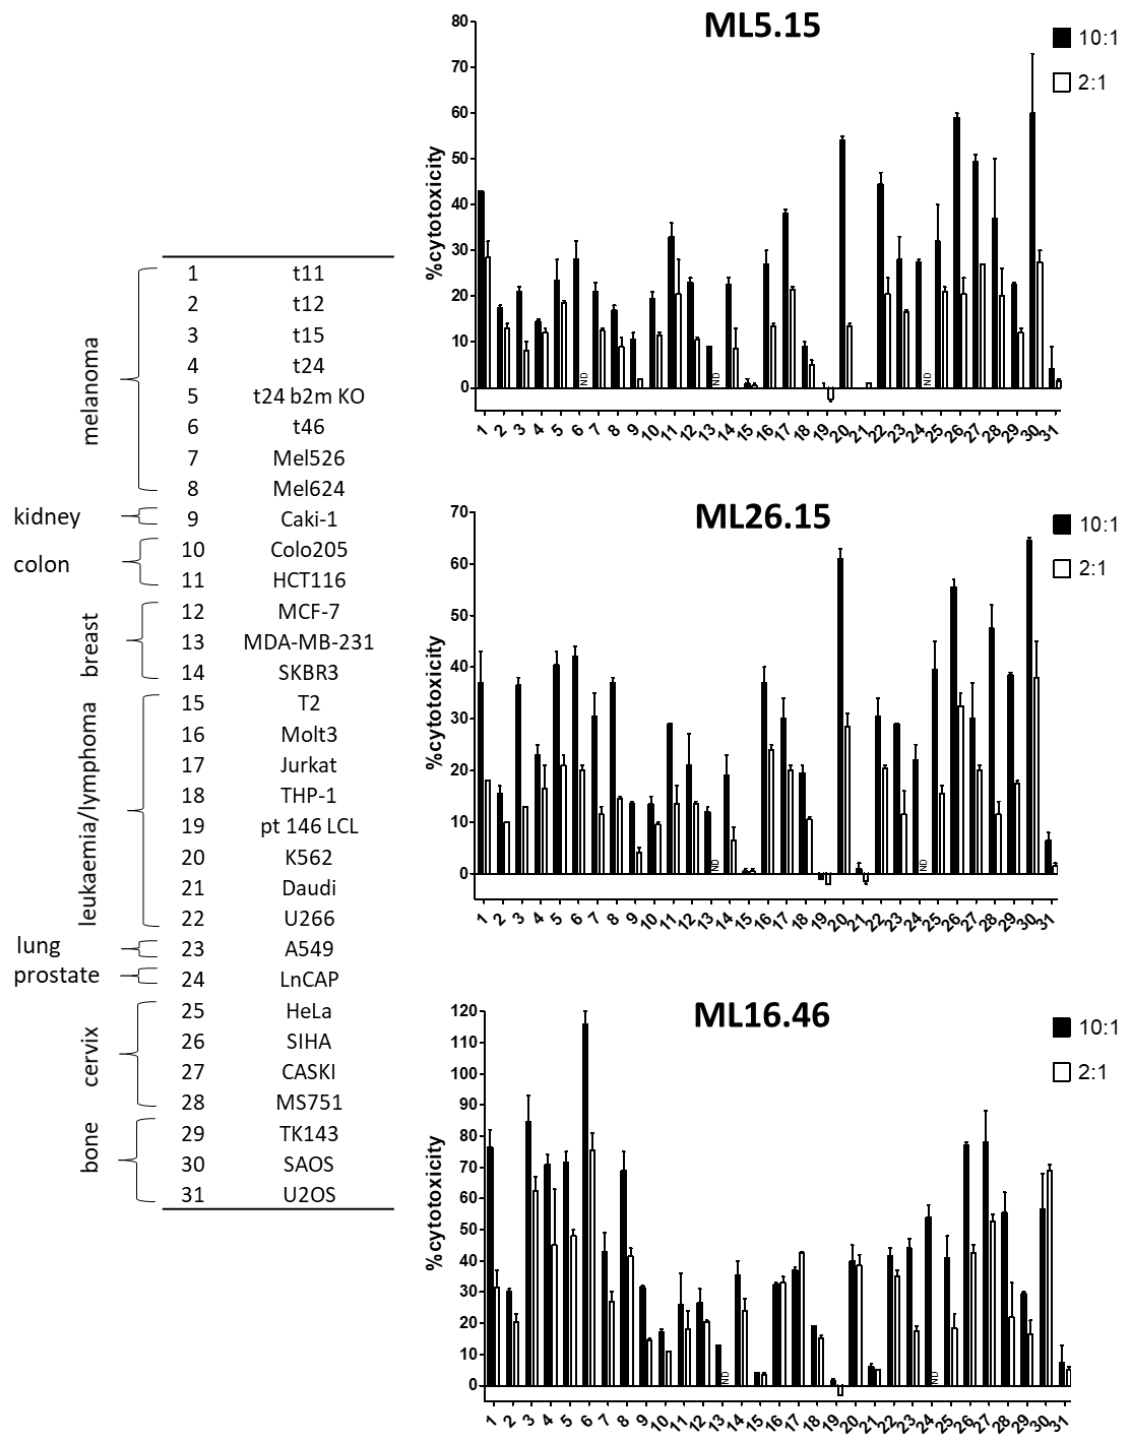 melanoma
1 t11
2 t12
3 t15
4 t24
5 t24 b2m KO
6 t46
7 Mel526
8 Mel624
kidney
9 Caki-1
colon
10 Colo205
11 HCT116
breast
12 MCF-7
13 MDA-MB-231
14 SKBR3
leukaemia/lymphoma
15 T2
16 Molt3
17 Jurkat
18 THP-1
19 pt 146 LCL
20 K562
21 Daudi
22 U266
lung
23 A549
prostate
24 LnCAP
cervix
25 HeLa
26 SIHA
27 CASKI
28 MS751
bone
29 TK143
30 SAOS
31 U2OS
ML5.15
10:1
2:1
%cytotoxicity
80
70
60
50
40
30
20
10
0
ND ND ND
1 2 3 4 5 6 7 8 9 10 11 12 13 14 15 16 17 18 19 20 21 22 23 24 25 26 27 28 29 30 31
ML26.15
10:1
2:1
%cytotoxicity
70
60
50
40
30
20
10
0
ND ND
1 2 3 4 5 6 7 8 9 10 11 12 13 14 15 16 17 18 19 20 21 22 23 24 25 26 27 28 29 30 31
ML16.46
10:1
2:1
%cytotoxicity
120
110
100
90
80
70
60
50
40
30
20
10
0
ND ND
1 2 3 4 5 6 7 8 9 10 11 12 13 14 15 16 17 18 19 20 21 22 23 24 25 26 27 28 29 30 31